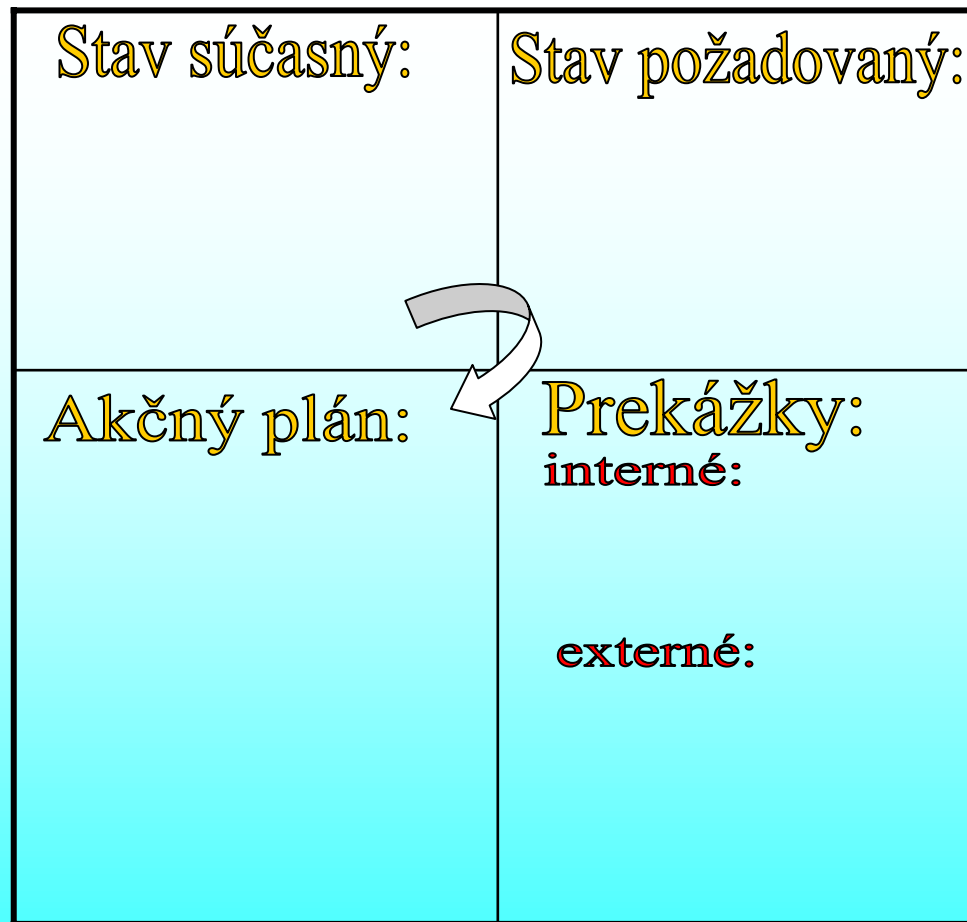 Stav súčasný:
Stav požadovaný:
Akčný plán:
Prekážky:
interné:
externé: